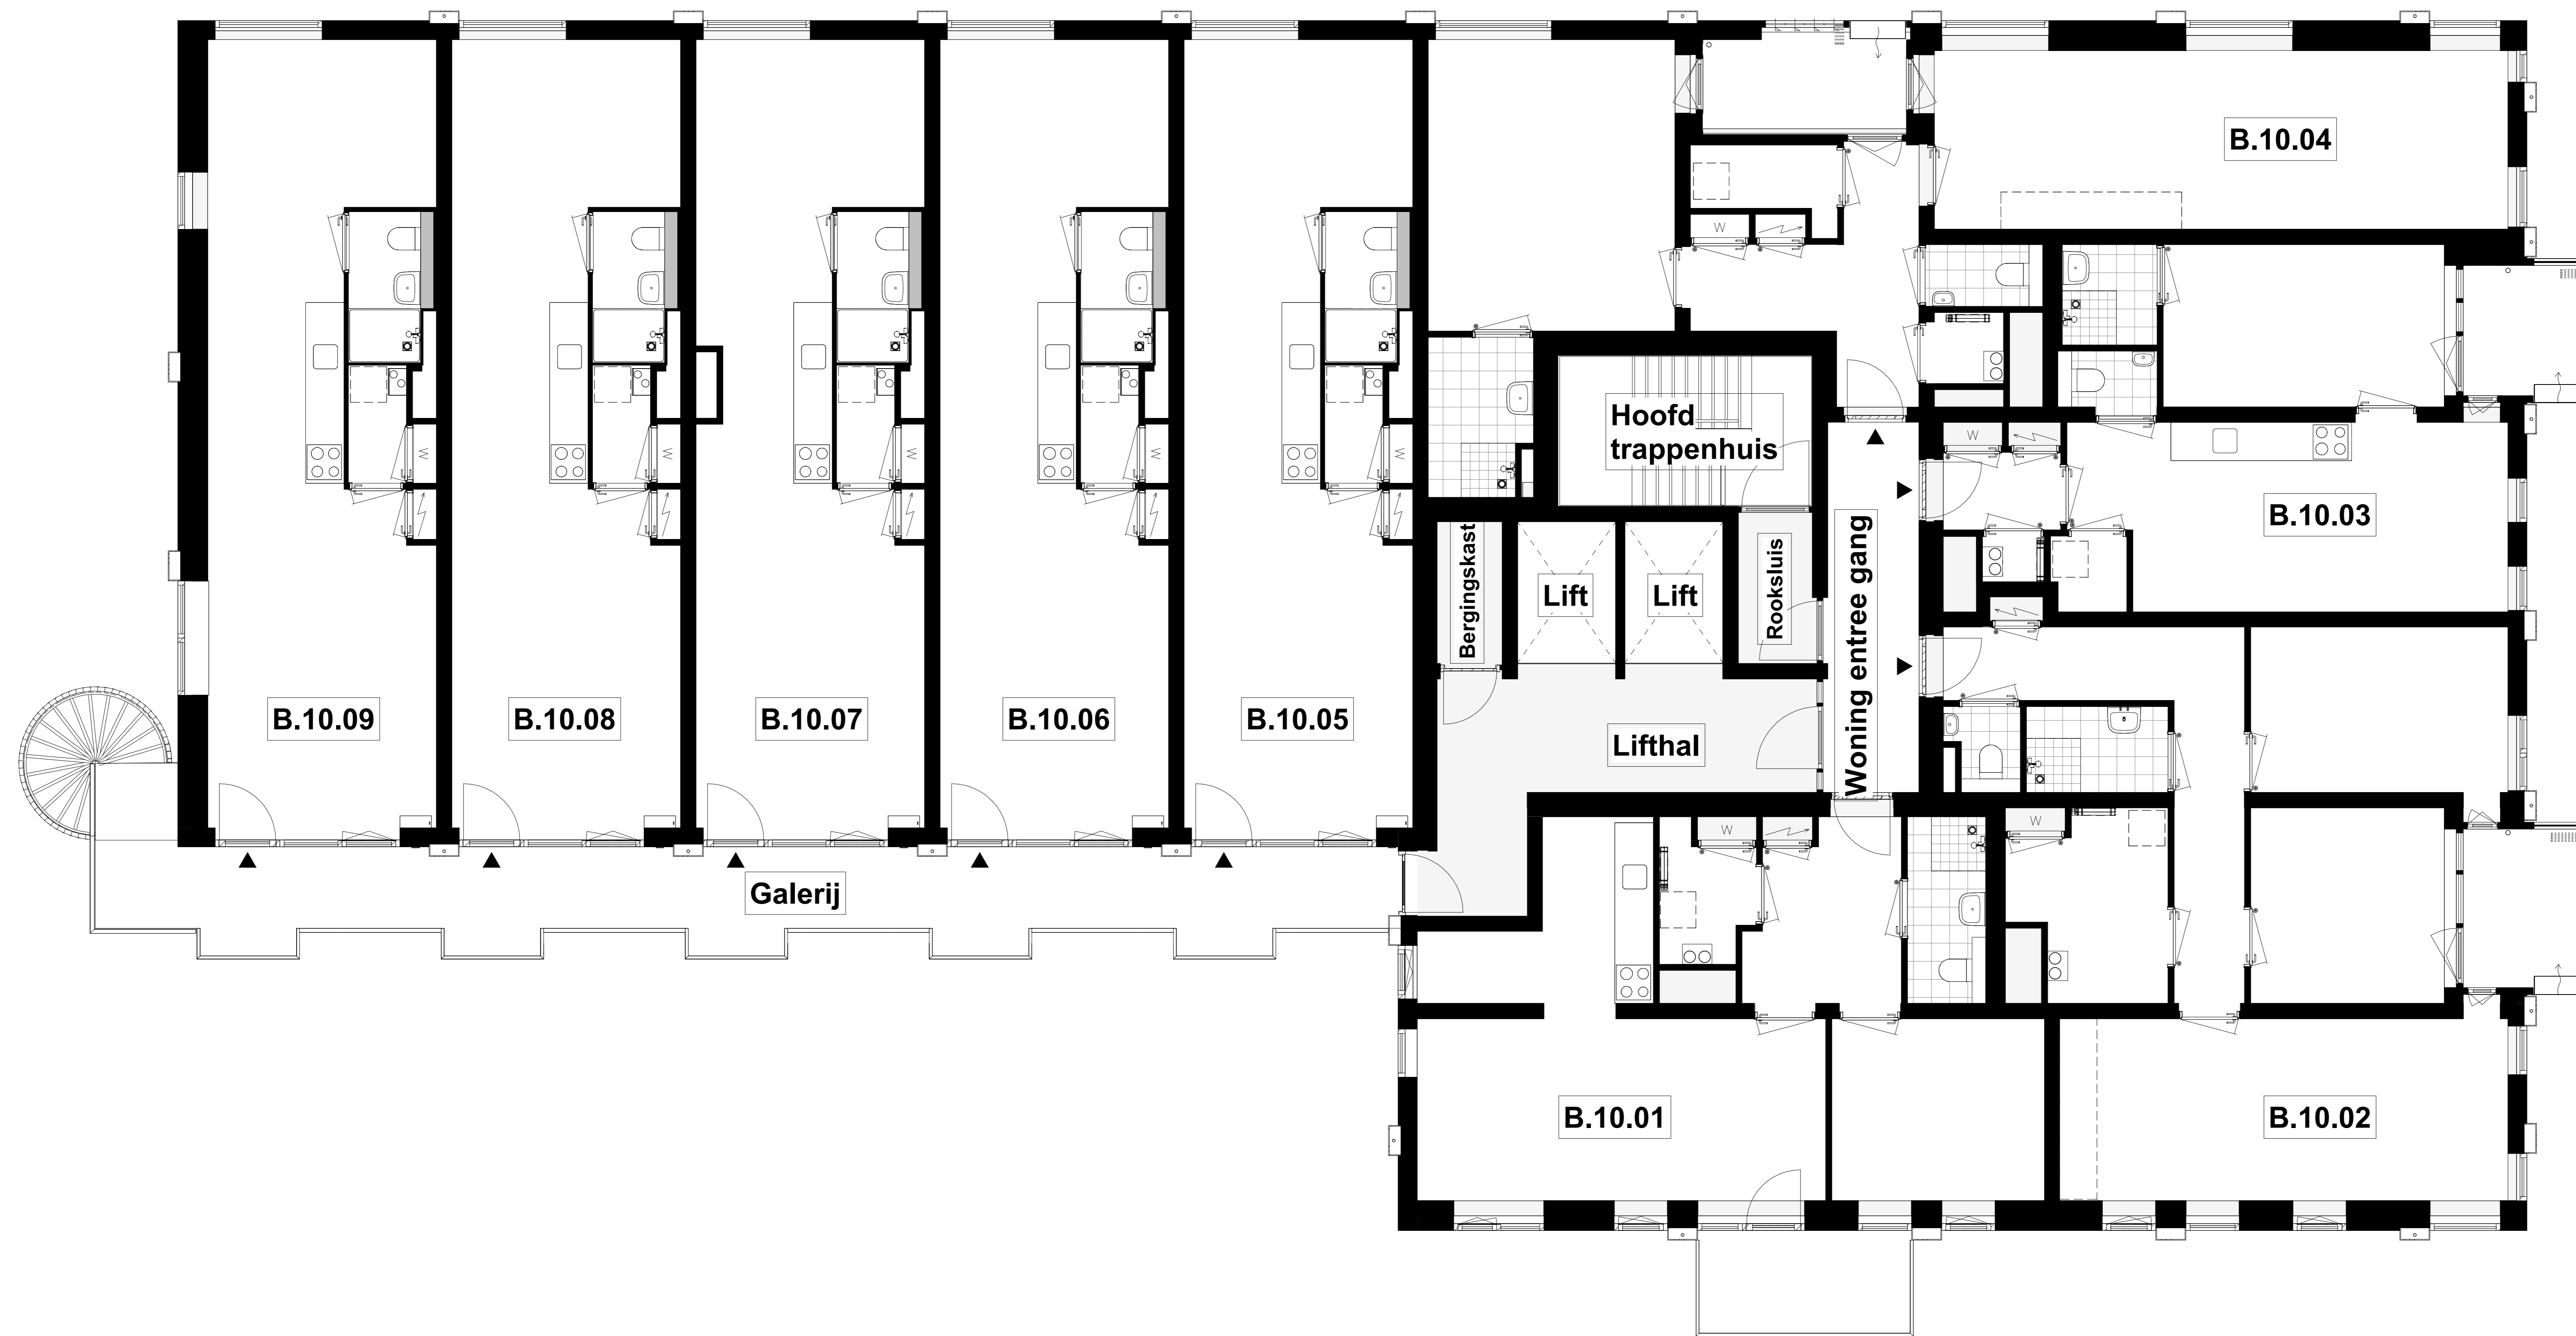 B.10.04
W
Hoofd
trappenhuis
W
W
W
W
W
W
B.10.03
Bergingskast
Lift
Lift
Rooksluis
Woning entree gang
B.10.09
B.10.08
B.10.07
B.10.06
B.10.05
Lifthal
W
W
Galerij
B.10.01
B.10.02